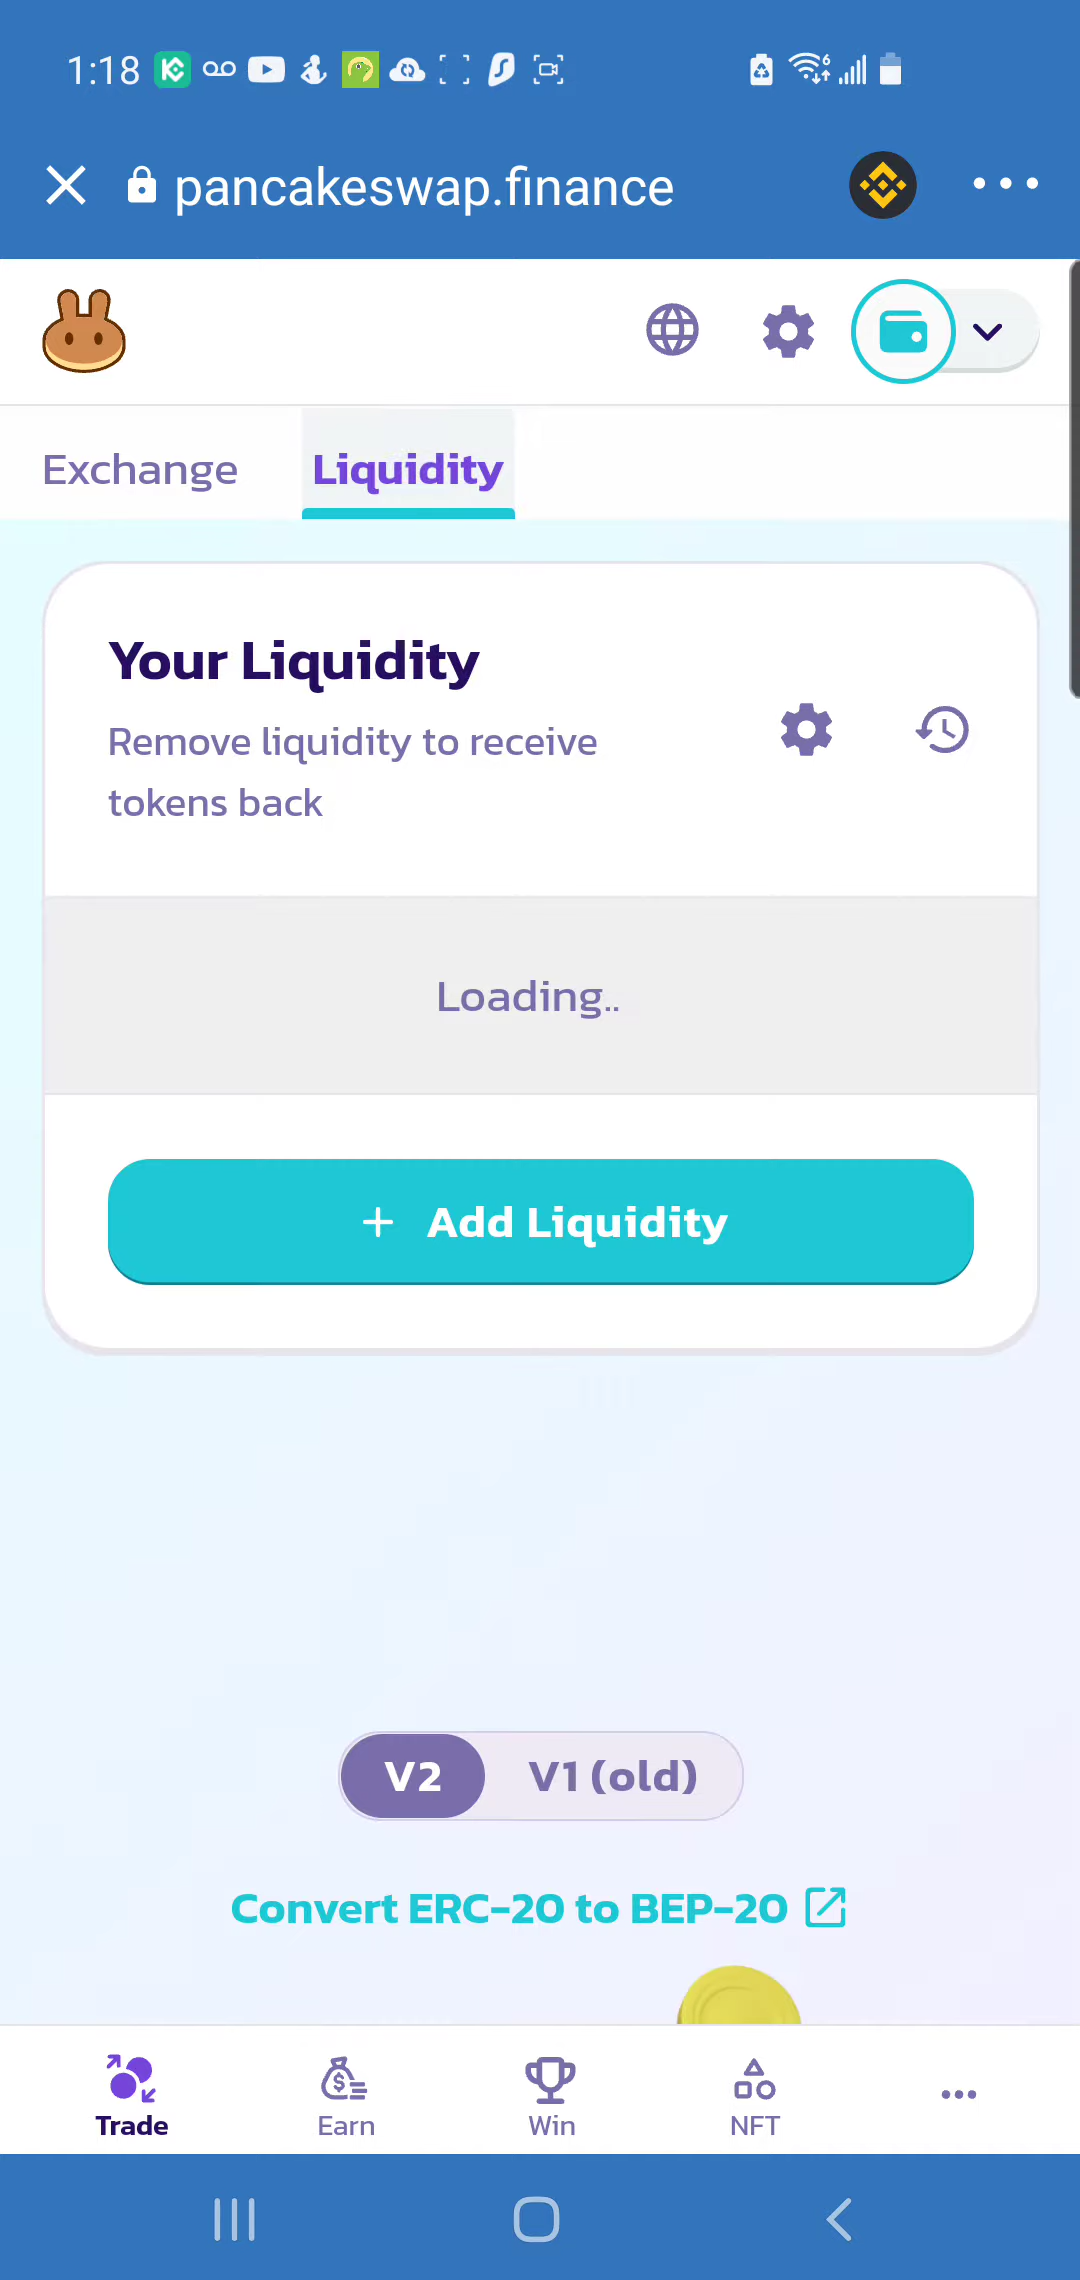 1:18
pancakeswap.finance
Exchange
Liquidity
Your Liquidity
Remove liquidity to receive
tokens back
Loading..
+ Add Liquidity
V2
V1 (old)
Convert ERC-20 to BEP-20
Trade
Earn
Win
NFT